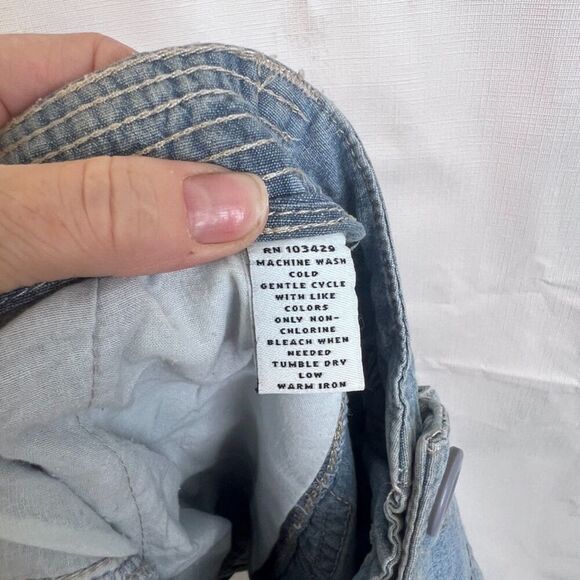 RN 103429
MACHINE WASH
COLD
GENTLE CYCLE
WITH LIKE
COLORS
ONLY NON-
CHLORINE
BLEACH WHEN
NEEDED
TUMBLE DRY
LOW
WARM IRON